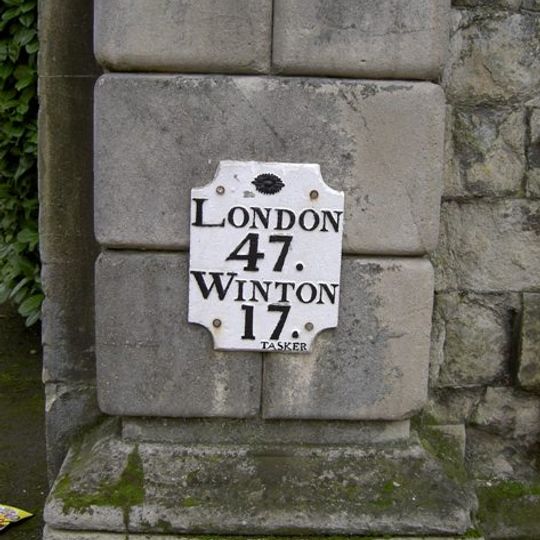 LONDON
47.
WINTON
17.
TASKER